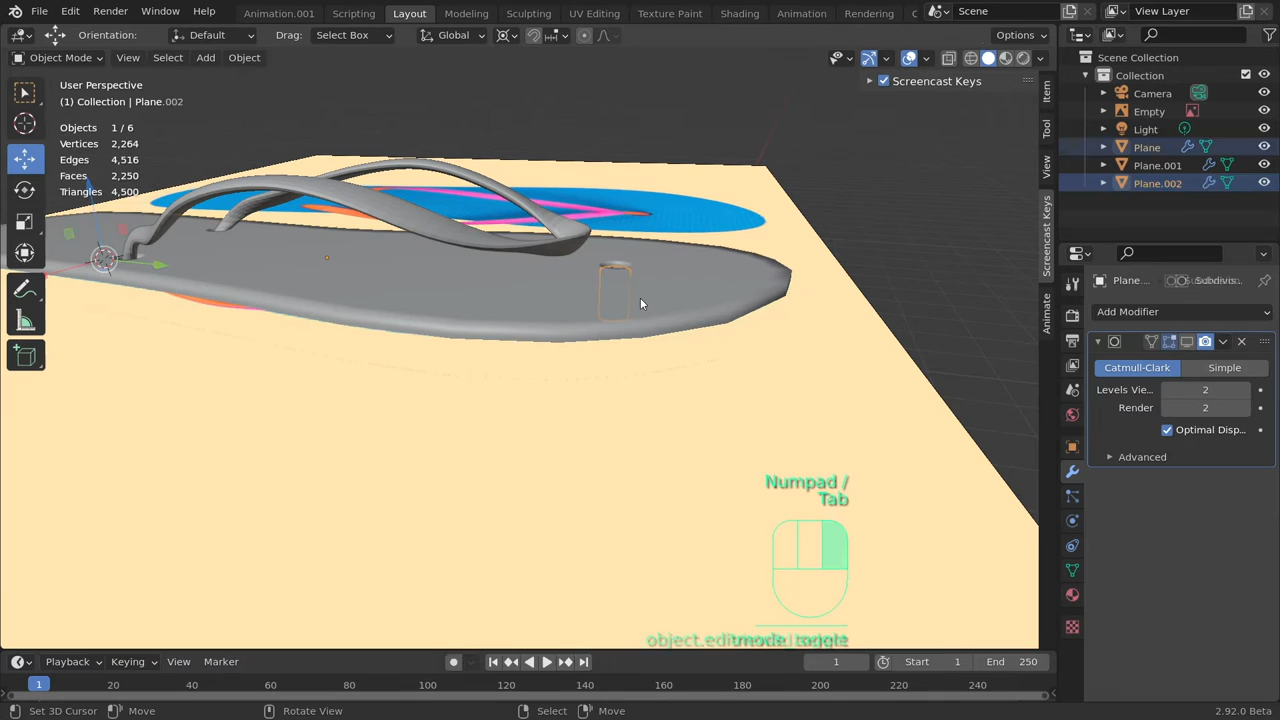 File Edit Render Window Help Animation.001 Scripting Layout Modeling Sculpting UV Editing Texture Paint Shading Animation Rendering C Scene View Layer
Orientation: Default Drag: Select Box Global Options
Object Mode View Select Add Object
User Perspective
(1) Collection | Plane.002
Objects 1 / 6
Vertices 2,264
Edges 4,516
Faces 2,250
Triangles 4,500
Screencast Keys
Item
Tool
View
Screencast Keys
Animate
Scene Collection
Collection
Camera
Empty
Light
Plane
Plane.001
Plane.002
Plane...
Add Modifier
Catmull-Clark Simple
Levels Vie... 2
Render 2
Optimal Disp...
Advanced
Numpad /
Tab
Playback Keying View Marker 1 Start 1 End 250
1 20 40 60 80 100 120 140 160 180 200 220 240
Set 3D Cursor Move Rotate View Select Move 2.92.0 Beta